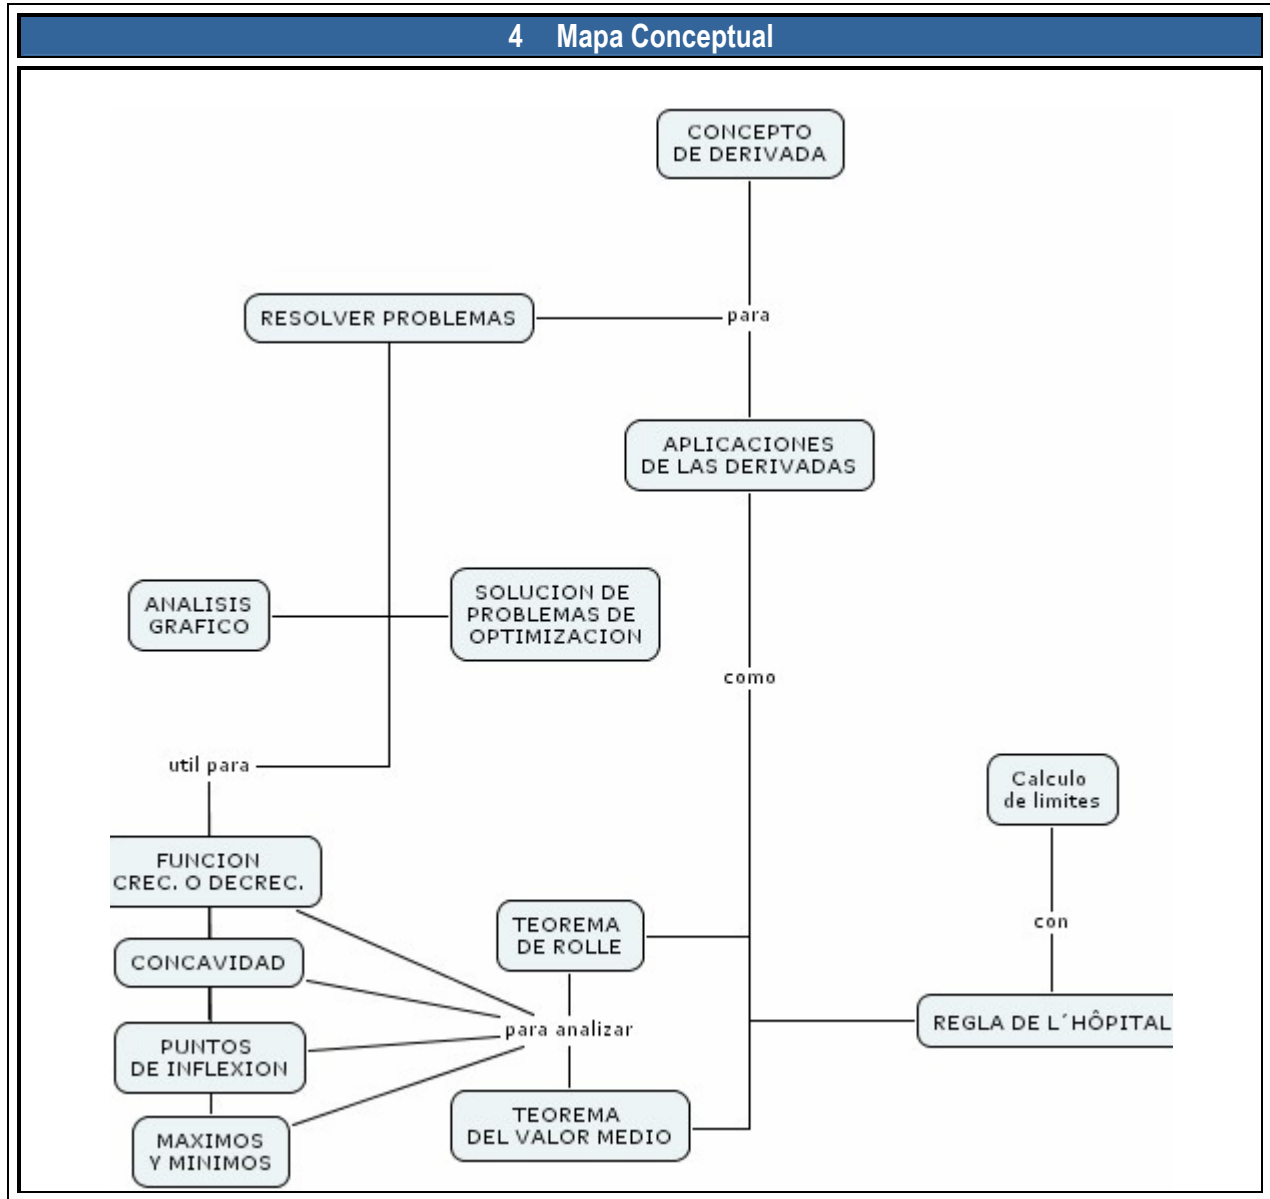 4 Mapa Conceptual
CONCEPTO
DE DERIVADA
RESOLVER PROBLEMAS
para
APLICACIONES
DE LAS DERIVADAS
ANALISIS
GRAFICO
SOLUCION DE
PROBLEMAS DE
OPTIMIZACION
como
util para
Calculo
de limites
FUNCION
CREC. O DECREC.
con
TEOREMA
DE ROLLE
CONCAVIDAD
REGLA DE L´HÔPITAL
para analizar
PUNTOS
DE INFLEXION
TEOREMA
DEL VALOR MEDIO
MAXIMOS
Y MINIMOS